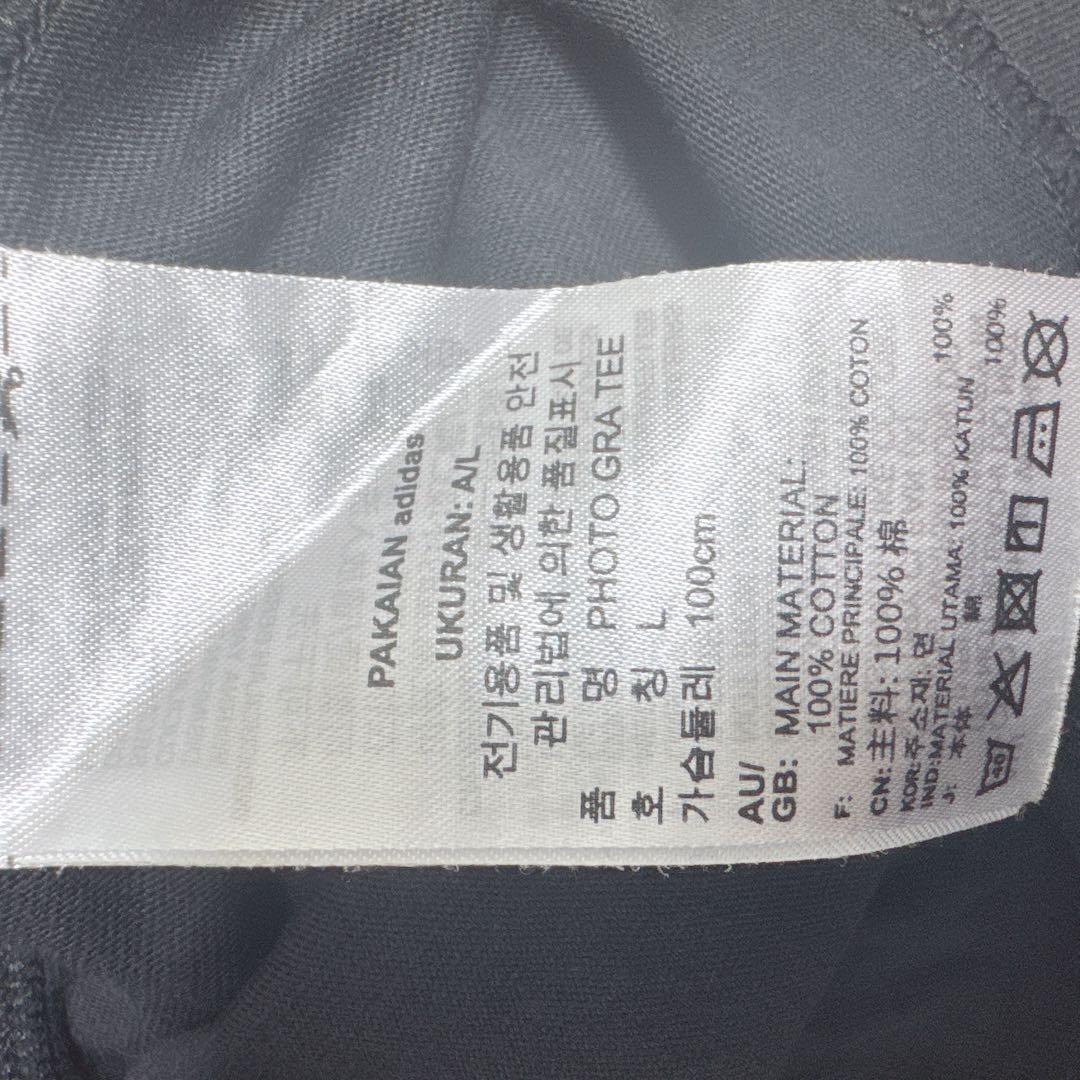 PAKAIAN adidas
UKURAN: A/L
전기용품 및 생활용품 안전
관리법에 의한 품질표시
품 명 PHOTO GRA TEE
호 칭 L
가슴둘레 100cm
AU/
GB: MAIN MATERIAL:
100% COTTON
F: MATIERE PRINCIPALE: 100% COTON
CN: 主料: 100% 棉
KOR: 주소재: 면 100%
IND: MATERIAL UTAMA: 100% KATUN
J: 本体 綿 100%
40